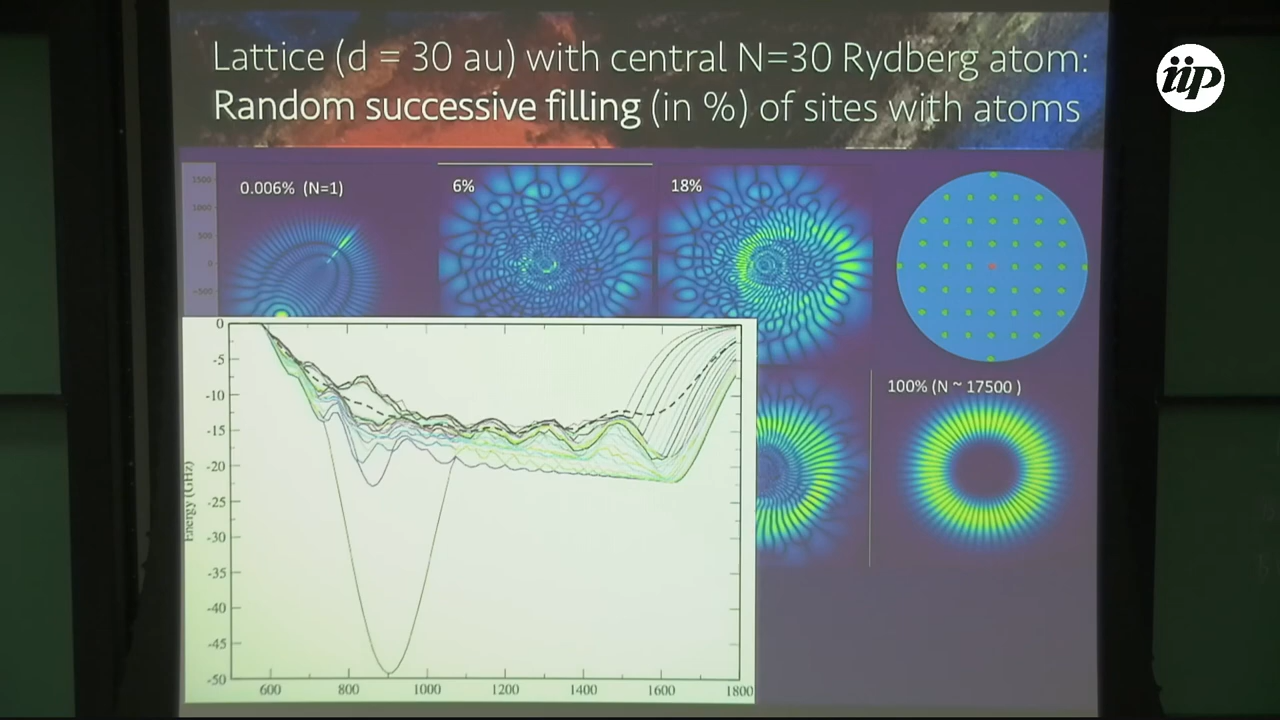 Lattice (d = 30 au) with central N=30 Rydberg atom:
Random successive filling (in %) of sites with atoms
iip
0.006% (N=1)
6%
18%
1500
1000
500
0
-500
100% (N ~ 17500 )
Energy (GHz)
0
-5
-10
-15
-20
-25
-30
-35
-40
-45
-50
600 800 1000 1200 1400 1600 1800